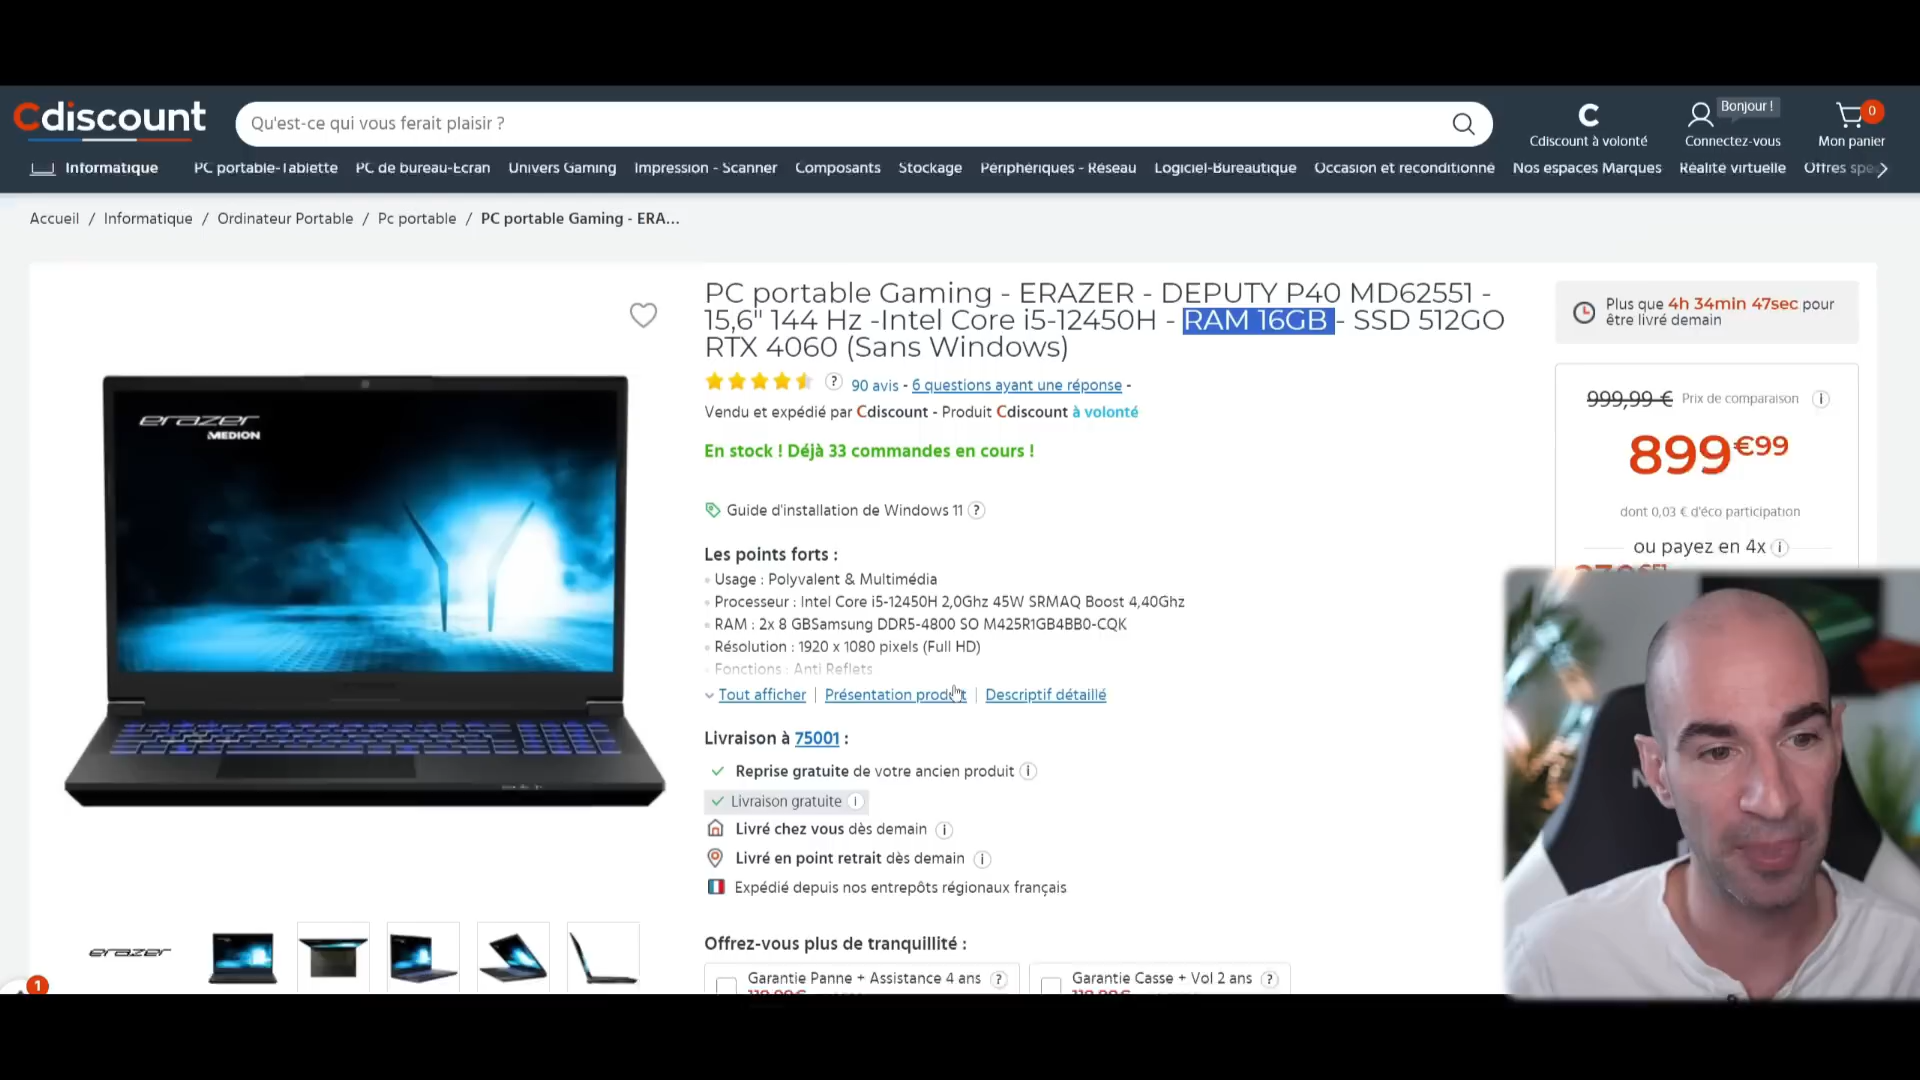 Cdiscount
Qu'est-ce qui vous ferait plaisir ?
C
Cdiscount à volonté
Bonjour !
Connectez-vous
0
Mon panier
Informatique
PC portable-Tablette
PC de bureau-Ecran
Univers Gaming
Impression - Scanner
Composants
Stockage
Périphériques - Réseau
Logiciel-Bureautique
Occasion et reconditionné
Nos espaces Marques
Réalité virtuelle
Offres
Accueil / Informatique / Ordinateur Portable / Pc portable / PC portable Gaming - ERA...
erazer
MEDION
PC portable Gaming - ERAZER - DEPUTY P40 MD62551 -
15,6" 144 Hz -Intel Core i5-12450H - RAM 16GB - SSD 512GO
RTX 4060 (Sans Windows)
? 90 avis - 6 questions ayant une réponse -
Vendu et expédié par Cdiscount - Produit Cdiscount à volonté
En stock ! Déjà 33 commandes en cours !
Guide d'installation de Windows 11 ?
Les points forts :
Usage : Polyvalent & Multimédia
Processeur : Intel Core i5-12450H 2,0Ghz 45W SRMAQ Boost 4,40Ghz
RAM : 2x 8 GBSamsung DDR5-4800 SO M425R1GB4BB0-CQK
Résolution : 1920 x 1080 pixels (Full HD)
Fonctions : Anti Reflets
Tout afficher | Présentation produit | Descriptif détaillé
Livraison à 75001 :
Reprise gratuite de votre ancien produit i
Livraison gratuite i
Livré chez vous dès demain i
Livré en point retrait dès demain i
Expédié depuis nos entrepôts régionaux français
Offrez-vous plus de tranquillité :
Garantie Panne + Assistance 4 ans ?
Garantie Casse + Vol 2 ans ?
Plus que 4h 34min 47sec pour
être livré demain
999,99 € Prix de comparaison i
899€99
dont 0,03 € d'éco participation
ou payez en 4x i
erazer
1